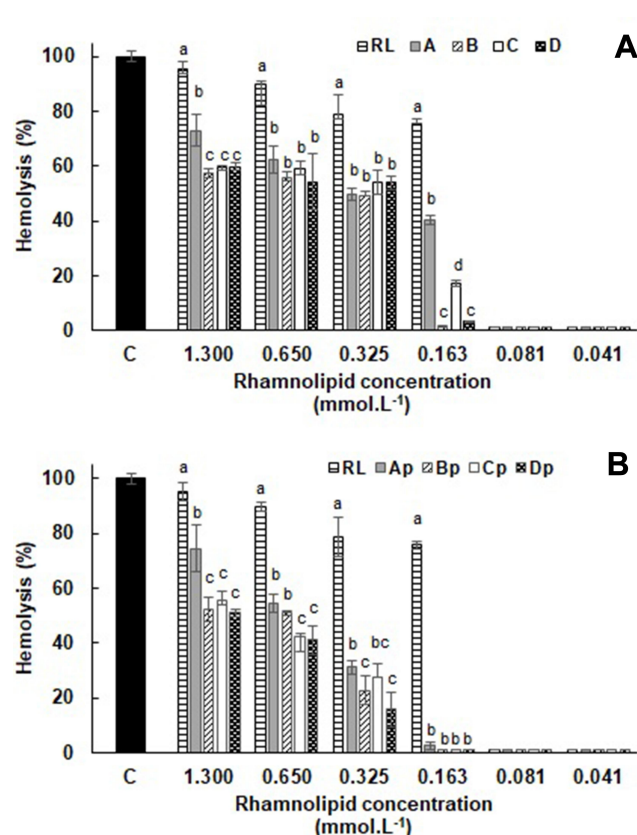 A
RL A B C D
Hemolysis (%)
100
80
60
40
20
0
a
b
c c c
a
b b b b
a
b b b b
a
b
c
d
c
C 1.300 0.650 0.325 0.163 0.081 0.041
Rhamnolipid concentration
(mmol.L-1)
B
RL Ap Bp Cp Dp
Hemolysis (%)
100
80
60
40
20
0
a
b
c c c
a
b b
c c
a
b
c
bc
c
a
b
b b b
C 1.300 0.650 0.325 0.163 0.081 0.041
Rhamnolipid concentration
(mmol.L-1)